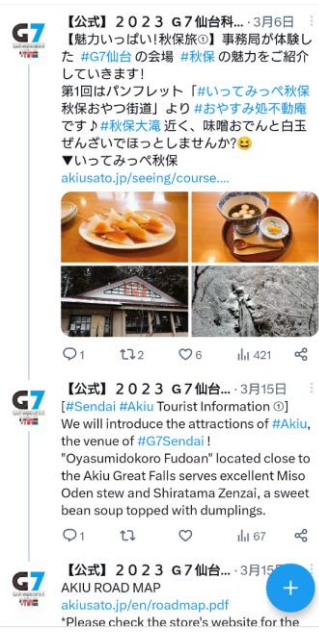 【公式】２０２３ G７仙台科... · 3月6日
【魅力いっぱい!秋保旅①】事務局が体験し
た #G7仙台 の会場 #秋保 の魅力をご紹介
していきます!
第1回はパンフレット「#いってみっぺ秋保
秋保おやつ街道」より #おやすみ処不動庵
です♪#秋保大滝 近く、味噌おでんと白玉
ぜんざいでほっとしませんか?😆
▼いってみっぺ秋保
akiusato.jp/seeing/course....
1 2 6 421
【公式】２０２３ G７仙台... · 3月15日
[#Sendai #Akiu Tourist Information ①]
We will introduce the attractions of #Akiu,
the venue of #G7Sendai !
"Oyasumidokoro Fudoan" located close to
the Akiu Great Falls serves excellent Miso
Oden stew and Shiratama Zenzai, a sweet
bean soup topped with dumplings.
1 67
【公式】２０２３ G７仙台... · 3月15
AKIU ROAD MAP
akiusato.jp/en/roadmap.pdf
*Please check the store's website for the
G7
G7
G7